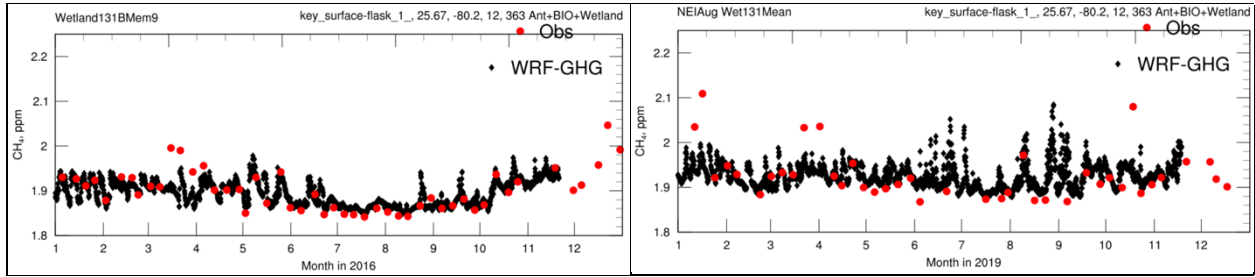 Wetland131BMem9 key_surface-flask_1_, 25.67, -80.2, 12, 363 Ant+BIO+Wetland
Obs
WRF-GHG
2.2
2.1
2
1.9
1.8
CH4, ppm
1 2 3 4 5 6 7 8 9 10 11 12
Month in 2016
NEIAug Wet131Mean key_surface-flask_1_, 25.67, -80.2, 12, 363 Ant+BIO+Wetland
Obs
WRF-GHG
2.2
2.1
2
1.9
1.8
CH4, ppm
1 2 3 4 5 6 7 8 9 10 11 12
Month in 2019